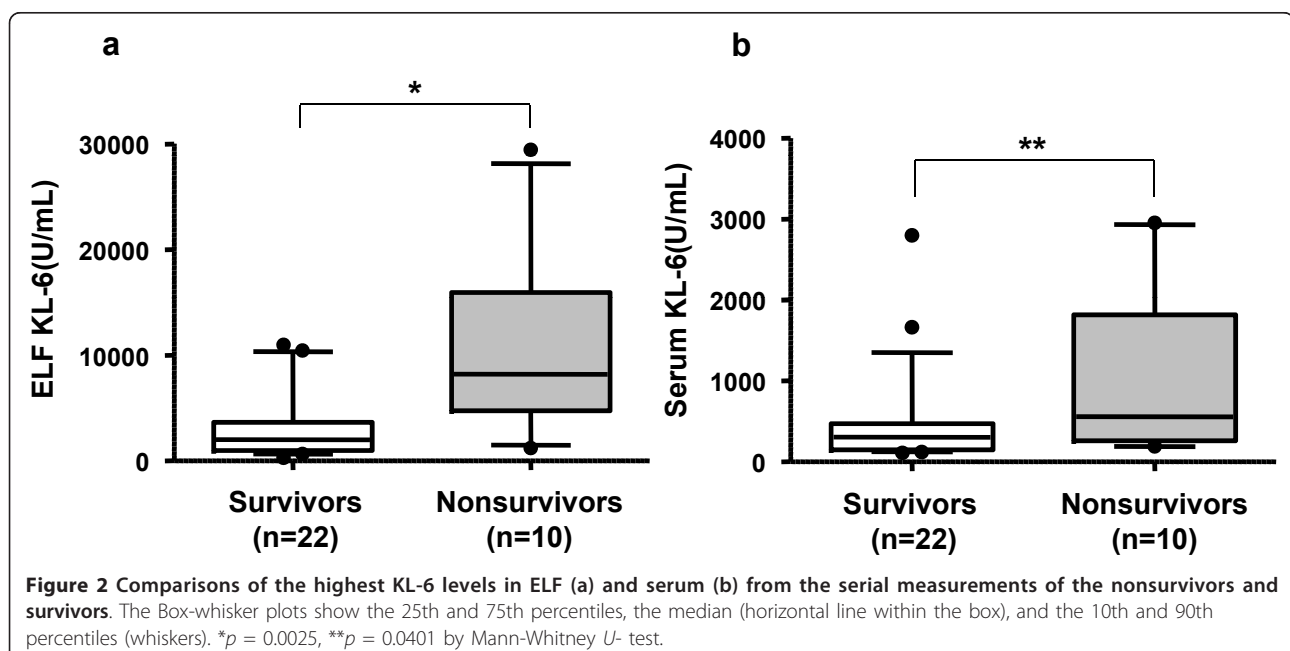 a
*
30000
20000
10000
0
ELF KL-6(U/mL)
Survivors
(n=22)
Nonsurvivors
(n=10)
b
**
4000
3000
2000
1000
0
Serum KL-6(U/mL)
Survivors
(n=22)
Nonsurvivors
(n=10)
Figure 2 Comparisons of the highest KL-6 levels in ELF (a) and serum (b) from the serial measurements of the nonsurvivors and
survivors. The Box-whisker plots show the 25th and 75th percentiles, the median (horizontal line within the box), and the 10th and 90th
percentiles (whiskers). *p = 0.0025, **p = 0.0401 by Mann-Whitney U- test.